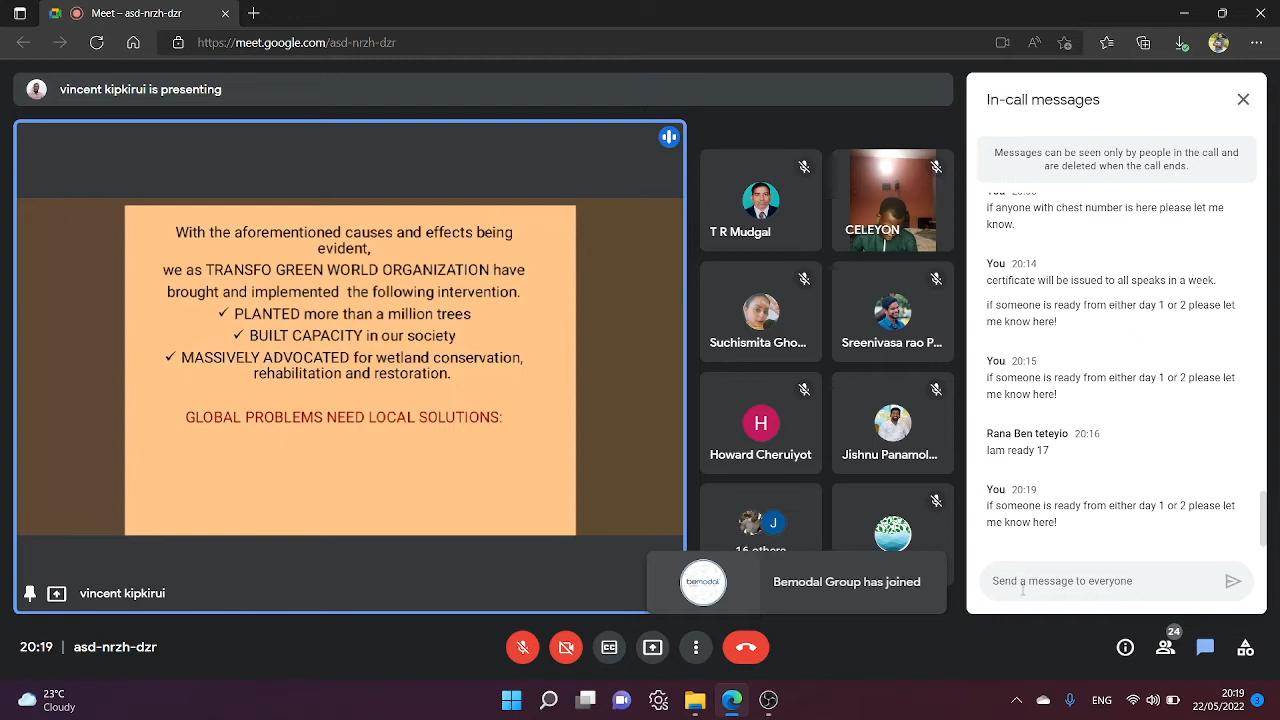 Meet – asd-nrzh-dzr
https://meet.google.com/asd-nrzh-dzr
vincent kipkirui is presenting
With the aforementioned causes and effects being
evident,
we as TRANSFO GREEN WORLD ORGANIZATION have
brought and implemented the following intervention.
✓ PLANTED more than a million trees
✓ BUILT CAPACITY in our society
✓ MASSIVELY ADVOCATED for wetland conservation,
rehabilitation and restoration.
GLOBAL PROBLEMS NEED LOCAL SOLUTIONS:
vincent kipkirui
T R Mudgal
CELEYON
Suchismita Gho...
Sreenivasa rao P...
H
Howard Cheruiyot
Jishnu Panamol...
J
16 others
bemodal
Bemodal Group has joined
In-call messages
Messages can be seen only by people in the call and
are deleted when the call ends.
You
if anyone with chest number is here please let me
know.
You 20:14
certificate will be issued to all speaks in a week.
if someone is ready from either day 1 or 2 please let
me know here!
You 20:15
if someone is ready from either day 1 or 2 please let
me know here!
Rana Ben teteyio 20:16
Iam ready 17
You 20:19
if someone is ready from either day 1 or 2 please let
me know here!
Send a message to everyone
20:19 | asd-nrzh-dzr
CC
24
23°C
Cloudy
ENG
20:19
22/05/2022
3